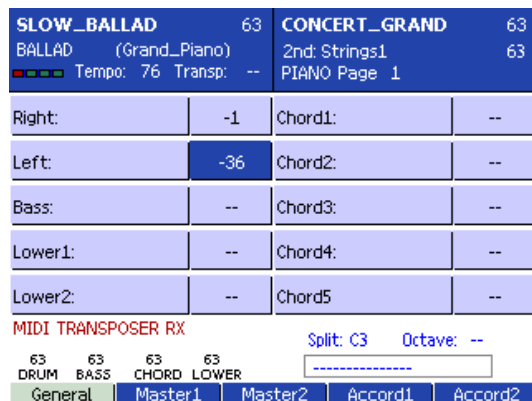 SLOW_BALLAD 63
BALLAD (Grand_Piano)
Tempo: 76 Transp: --
CONCERT_GRAND 63
2nd: Strings1 63
PIANO Page 1
Right: -1 Chord1: --
Left: -36 Chord2: --
Bass: -- Chord3: --
Lower1: -- Chord4: --
Lower2: -- Chord5 --
MIDI TRANSPOSER RX
Split: C3 Octave: --
63 63 63 63
DRUM BASS CHORD LOWER
---------------
General Master1 Master2 Accord1 Accord2